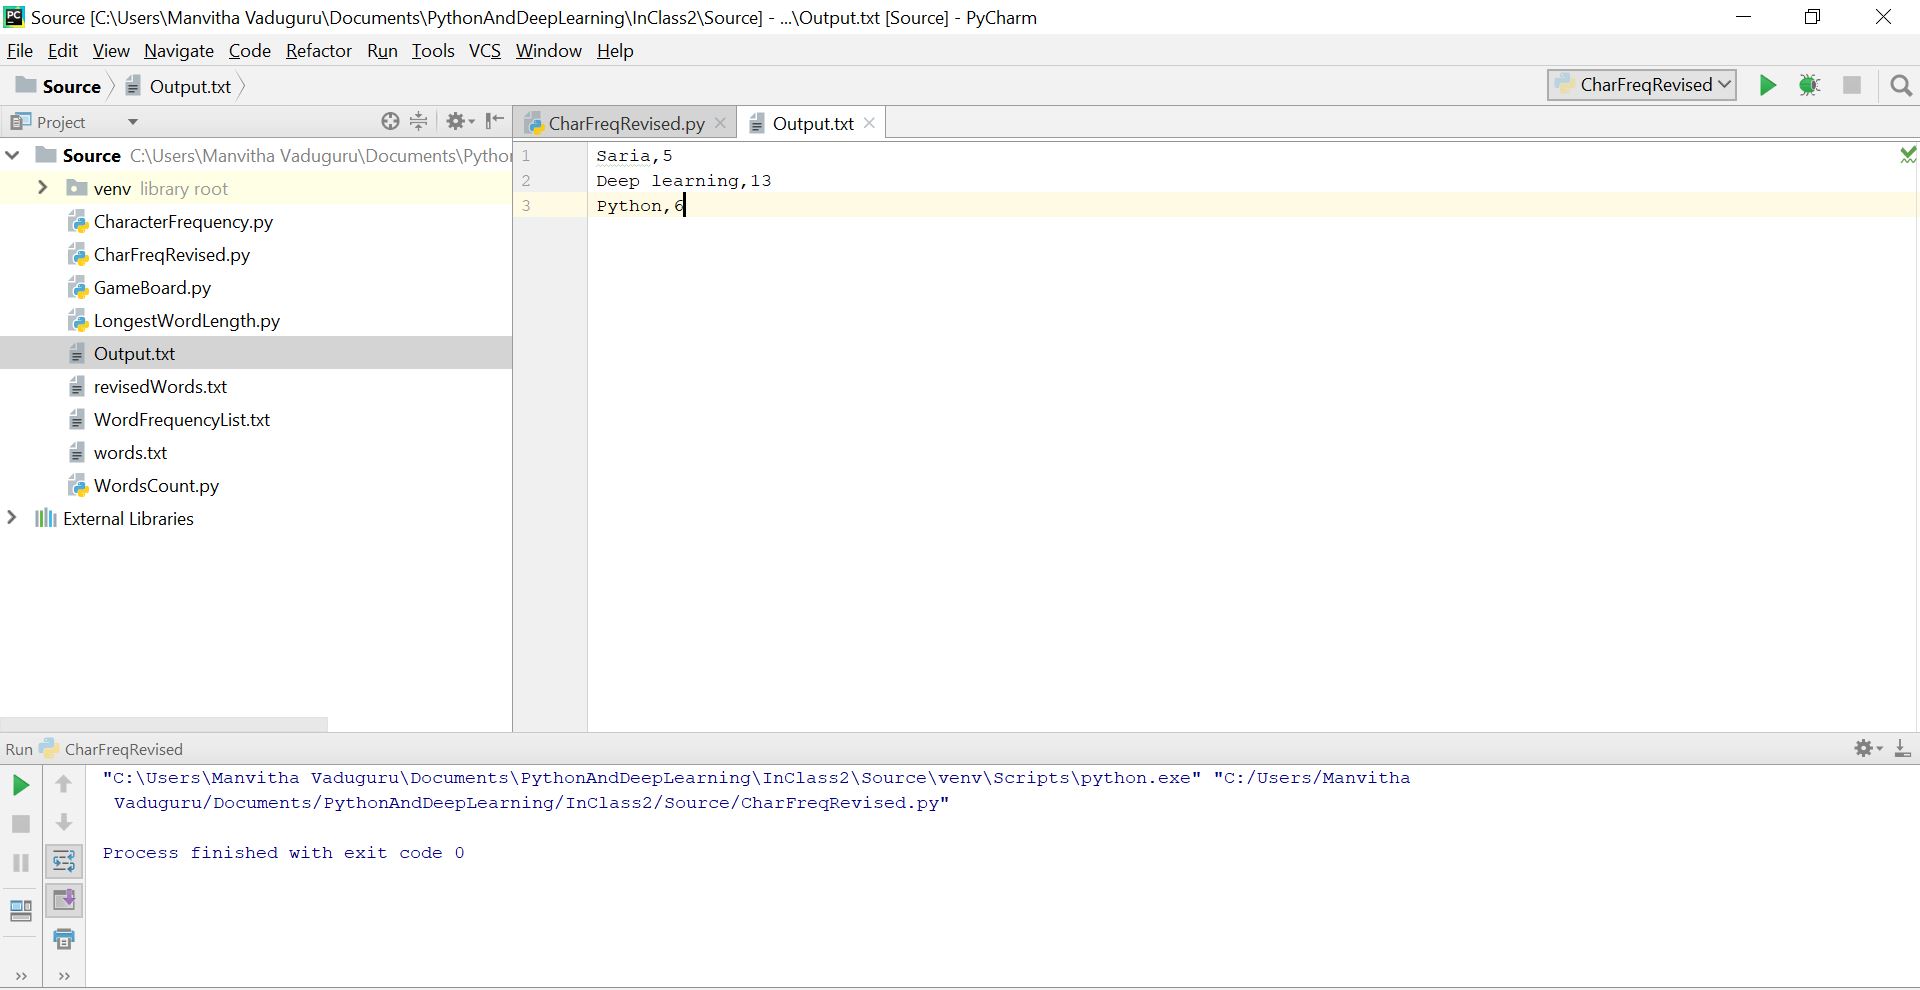 Source [C:\Users\Manvitha Vaduguru\Documents\PythonAndDeepLearning\InClass2\Source] - ...\Output.txt [Source] - PyCharm
File Edit View Navigate Code Refactor Run Tools VCS Window Help
Source Output.txt CharFreqRevised
Project CharFreqRevised.py Output.txt
Source C:\Users\Manvitha Vaduguru\Documents\Pytho
venv library root
CharacterFrequency.py
CharFreqRevised.py
GameBoard.py
LongestWordLength.py
Output.txt
revisedWords.txt
WordFrequencyList.txt
words.txt
WordsCount.py
External Libraries
1 Saria,5
2 Deep learning,13
3 Python,6
Run CharFreqRevised
"C:\Users\Manvitha Vaduguru\Documents\PythonAndDeepLearning\InClass2\Source\venv\Scripts\python.exe" "C:/Users/Manvitha
Vaduguru/Documents/PythonAndDeepLearning/InClass2/Source/CharFreqRevised.py"
Process finished with exit code 0